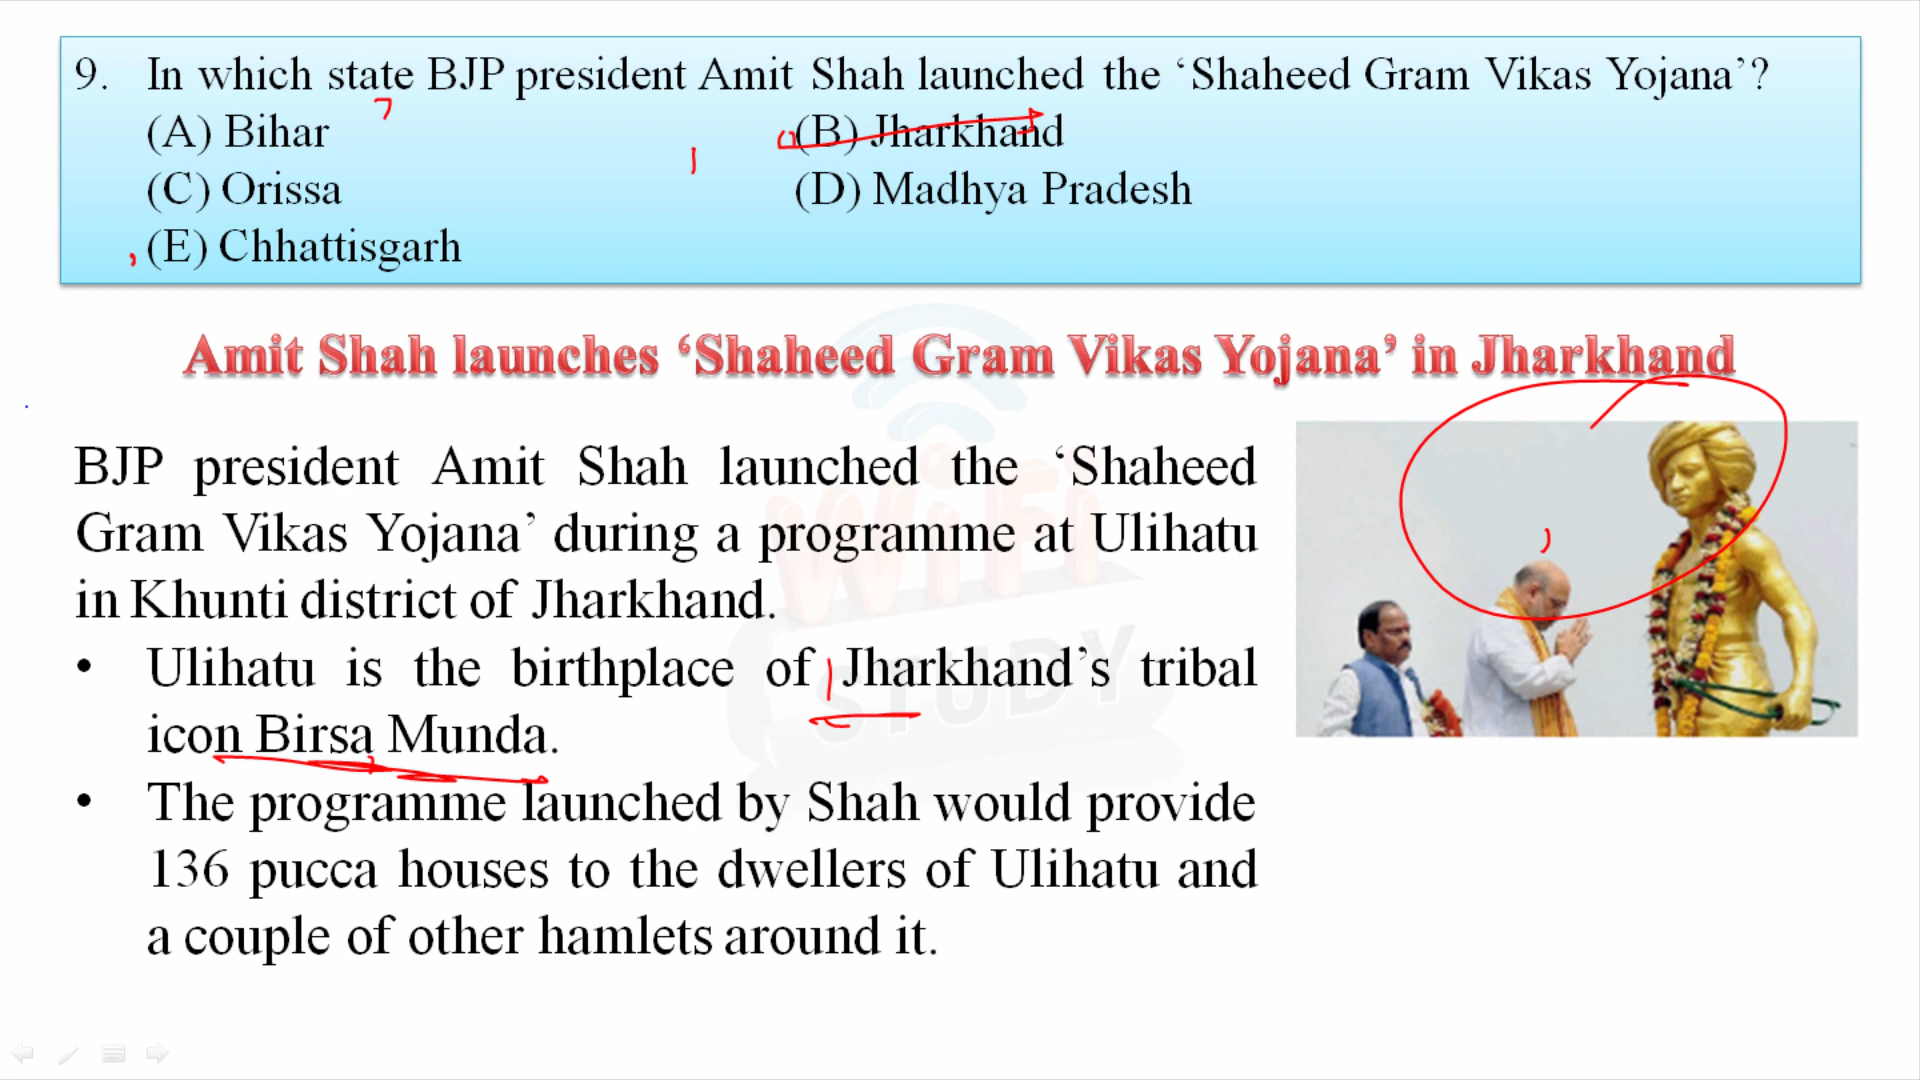 9. In which state BJP president Amit Shah launched the ‘Shaheed Gram Vikas Yojana’?
(A) Bihar (B) Jharkhand
(C) Orissa (D) Madhya Pradesh
(E) Chhattisgarh
Amit Shah launches ‘Shaheed Gram Vikas Yojana’ in Jharkhand
BJP president Amit Shah launched the ‘Shaheed
Gram Vikas Yojana’ during a programme at Ulihatu
in Khunti district of Jharkhand.
• Ulihatu is the birthplace of Jharkhand’s tribal
icon Birsa Munda.
• The programme launched by Shah would provide
136 pucca houses to the dwellers of Ulihatu and
a couple of other hamlets around it.
WiFi
STUDY